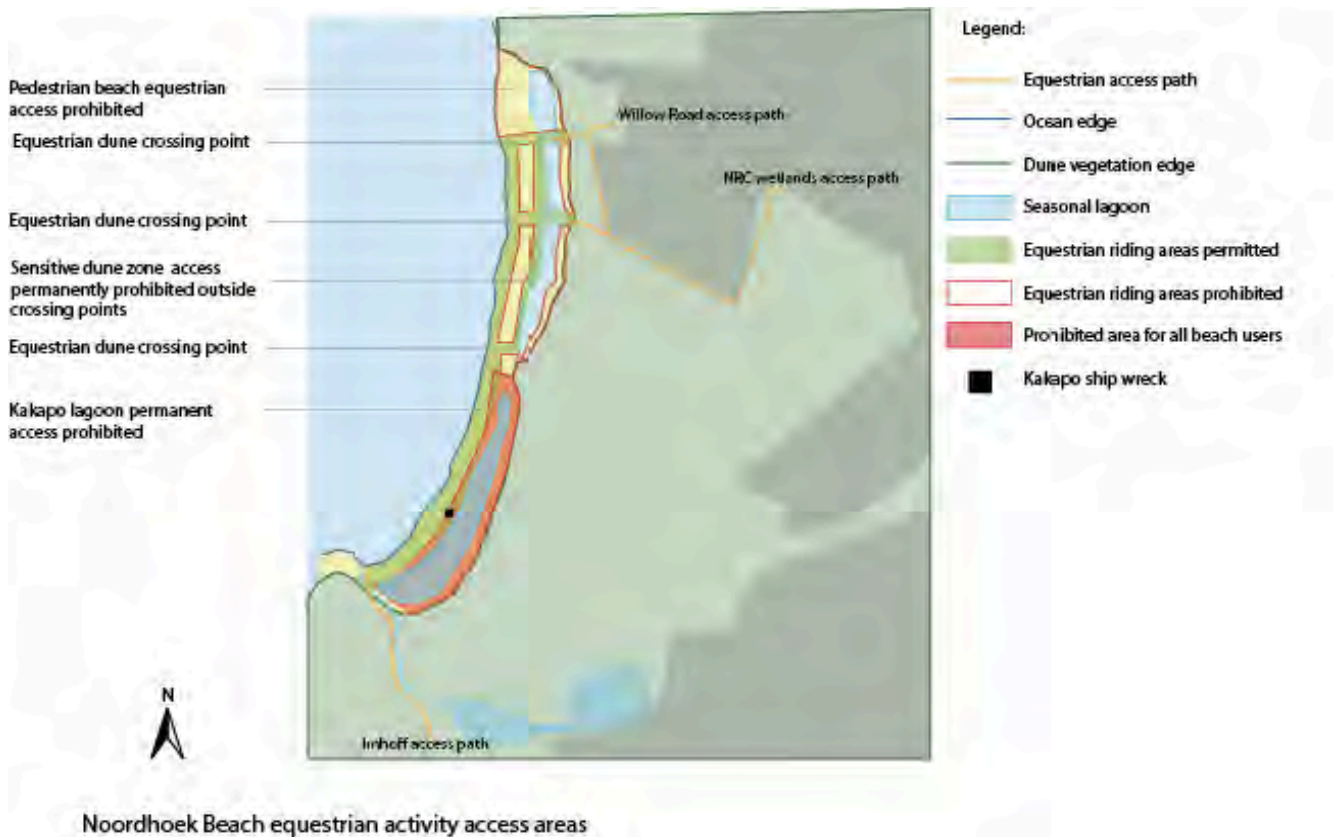 Legend:
Pedestrian beach equestrian
access prohibited
Equestrian dune crossing point
Equestrian dune crossing point
Sensitive dune zone access
permanently prohibited outside
crossing points
Equestrian dune crossing point
Kakapo lagoon permanent
access prohibited
Willow Road access path
NRC wetlands access path
Imhoff access path
Equestrian access path
Ocean edge
Dune vegetation edge
Seasonal lagoon
Equestrian riding areas permitted
Equestrian riding areas prohibited
Prohibited area for all beach users
Kakapo ship wreck
N
Noordhoek Beach equestrian activity access areas